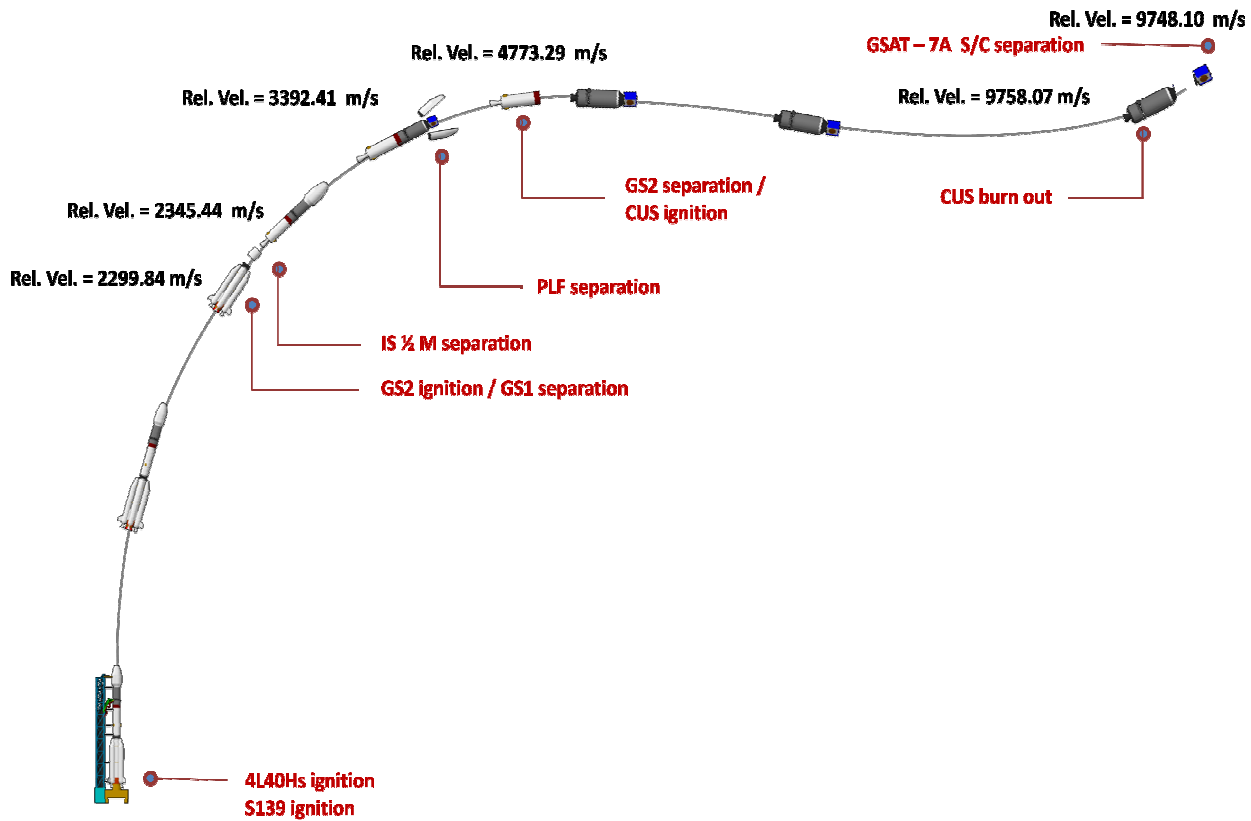 Rel. Vel. = 9748.10 m/s
GSAT – 7A S/C separation
Rel. Vel. = 4773.29 m/s
Rel. Vel. = 3392.41 m/s
Rel. Vel. = 9758.07 m/s
GS2 separation /
CUS ignition
CUS burn out
Rel. Vel. = 2345.44 m/s
Rel. Vel. = 2299.84 m/s
PLF separation
IS ½ M separation
GS2 ignition / GS1 separation
4L40Hs ignition
S139 ignition